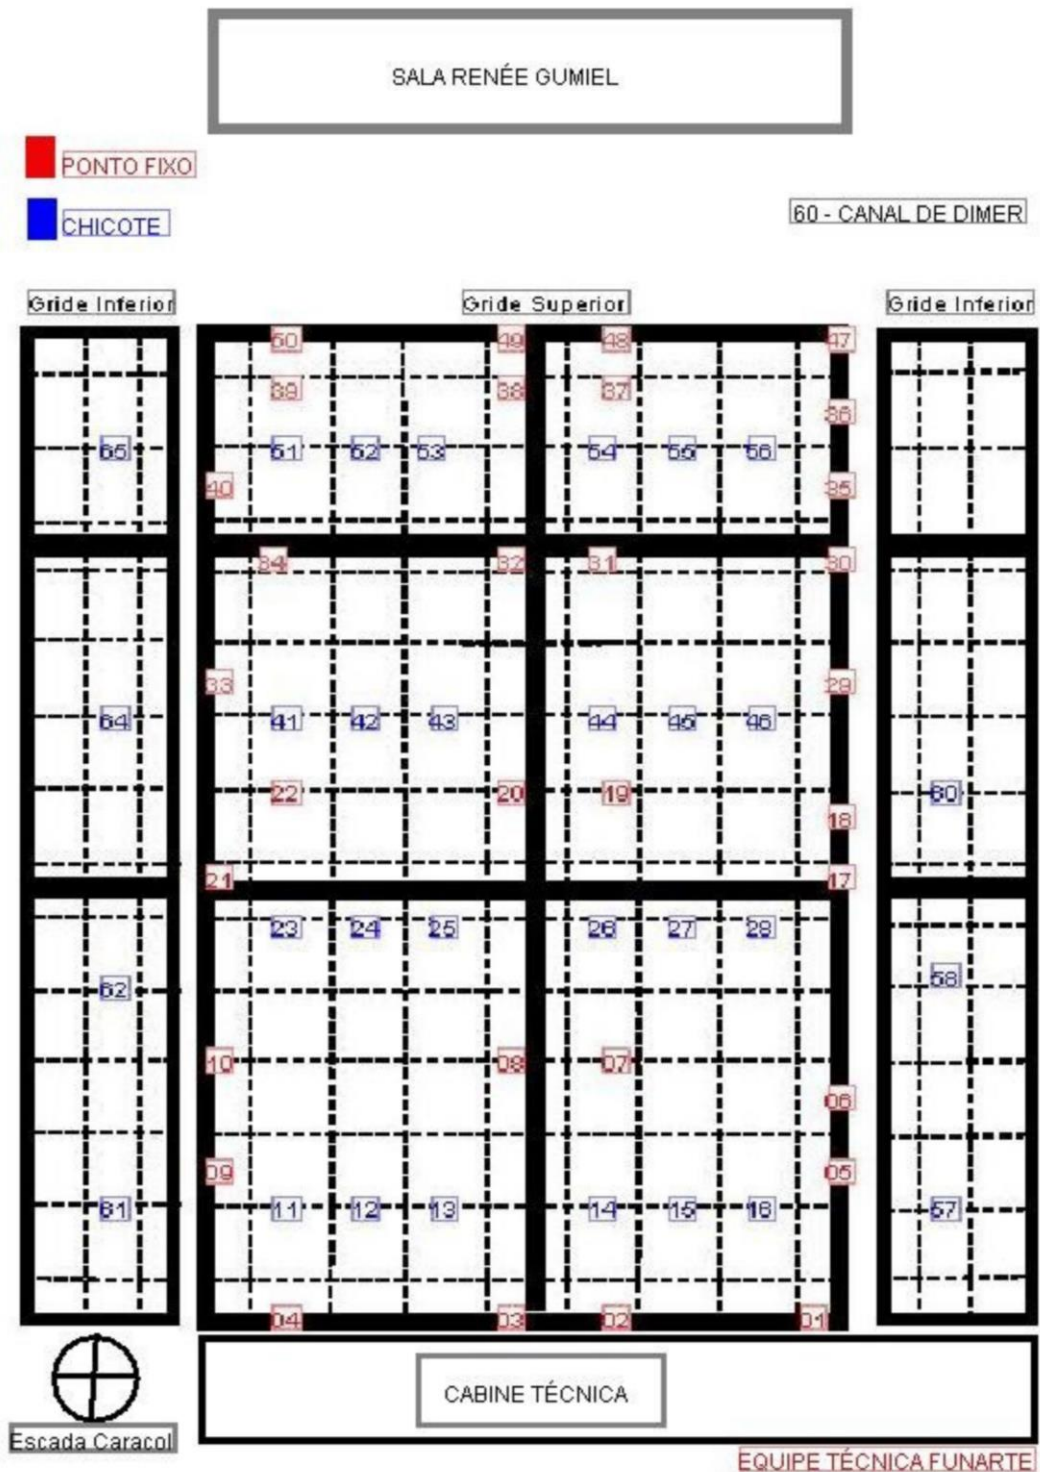 SALA RENÉE GUMIEL
PONTO FIXO
CHICOTE
60 - CANAL DE DIMER
Gride Inferior
Gride Superior
Gride Inferior
50 49 48 47
39 38 37
36
65 51 52 53 54 55 56
40 35
34 32 31 30
33 29
64 41 42 43 44 45 46
22 20 19 60
18
21 17
23 24 25 26 27 28
62 58
10 08 07
06
09 05
61 11 12 13 14 15 16 57
04 03 02 01
CABINE TÉCNICA
Escada Caracol
EQUIPE TÉCNICA FUNARTE